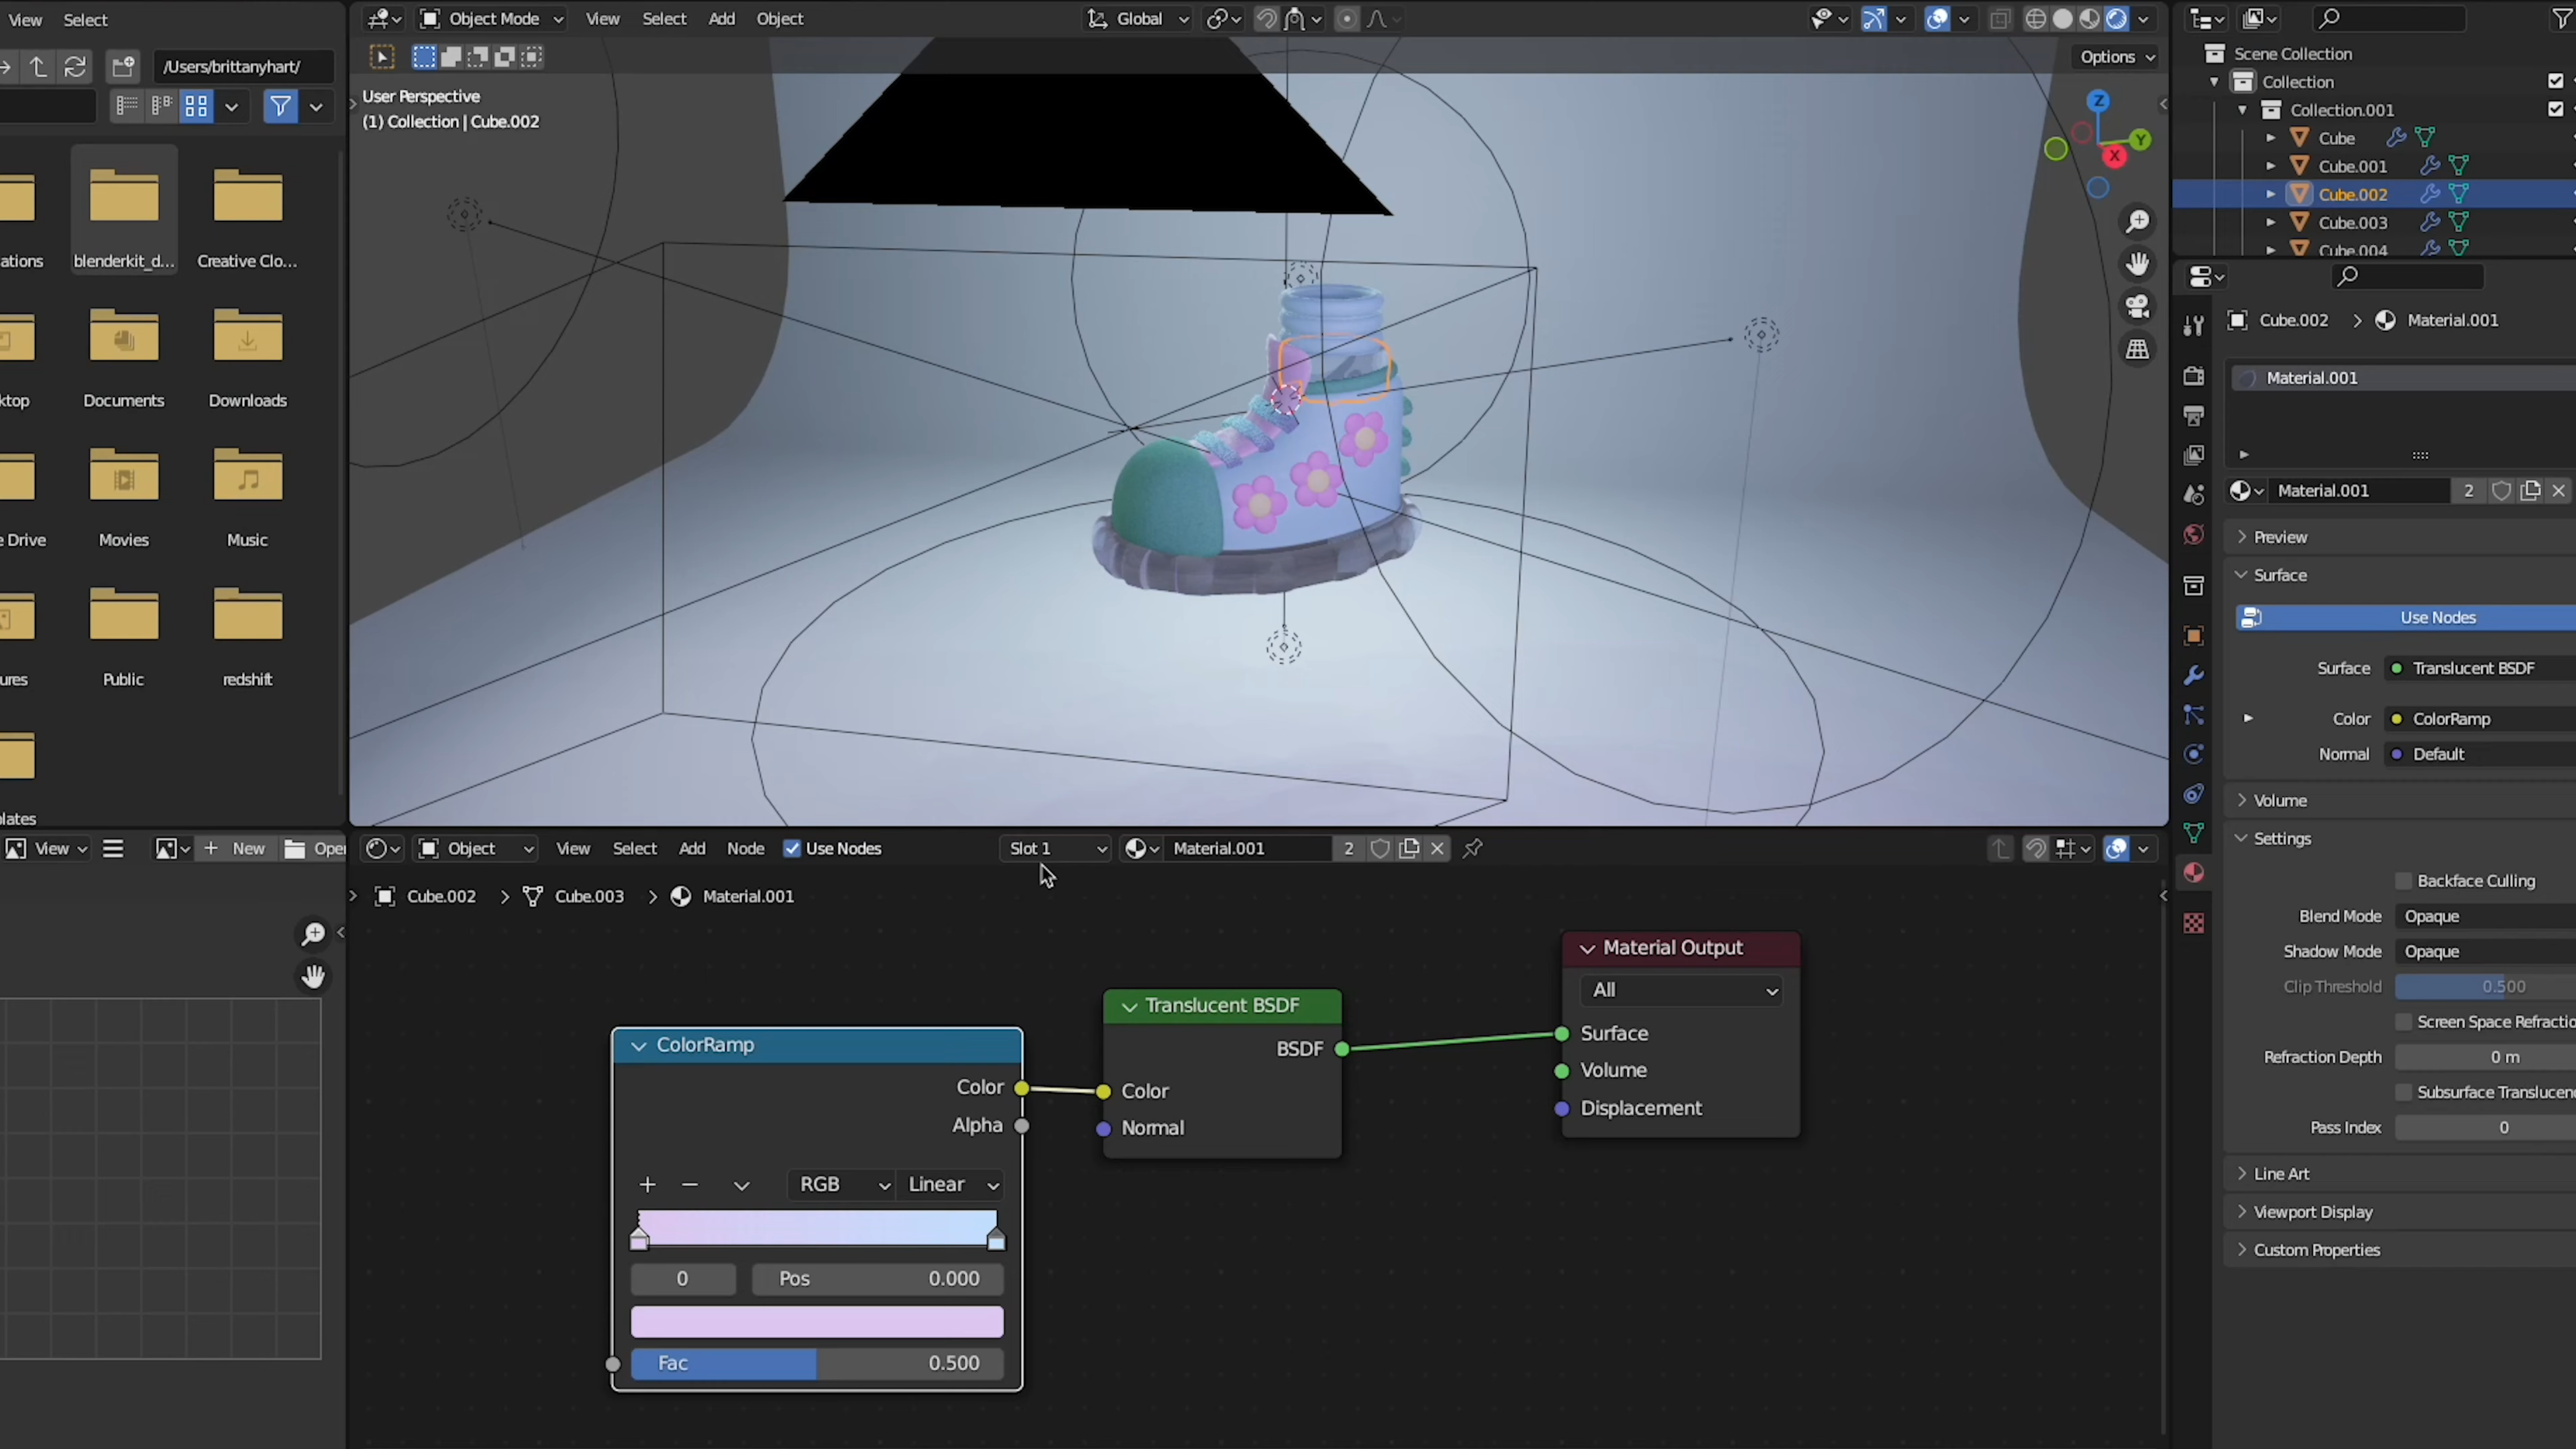 View Select
/Users/brittanyhart/
ations
blenderkit_d...
Creative Clo...
ktop
Documents
Downloads
Movies
Music
e Drive
ures
Public
redshift
plates
Object Mode View Select Add Object
Global
Options
User Perspective
(1) Collection | Cube.002
Z
Y
X
Scene Collection
Collection
Collection.001
Cube
Cube.001
Cube.002
Cube.003
Cube.004
Cube.002 > Material.001
Material.001
Material.001 2
Preview
Surface
Use Nodes
Surface Translucent BSDF
Color ColorRamp
Normal Default
Volume
Settings
Backface Culling
Blend Mode Opaque
Shadow Mode Opaque
Clip Threshold 0.500
Screen Space Refractio
Refraction Depth 0 m
Subsurface Translucen
Pass Index 0
Line Art
Viewport Display
Custom Properties
View + New Oper
Object View Select Add Node Use Nodes Slot 1 Material.001 2
Cube.002 > Cube.003 > Material.001
ColorRamp
Color
Alpha
+ − RGB Linear
0 Pos 0.000
Fac 0.500
Translucent BSDF
BSDF
Color
Normal
Material Output
All
Surface
Volume
Displacement